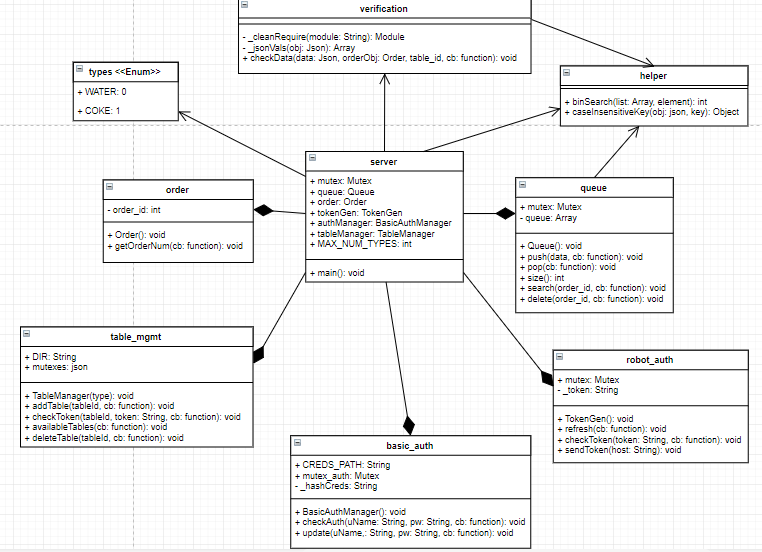 verification
- _cleanRequire(module: String): Module
- _jsonVals(obj: Json): Array
+ checkData(data: Json, orderObj: Order, table_id, cb: function): void
types <<Enum>>
+ WATER: 0
+ COKE: 1
helper
+ binSearch(list: Array, element): int
+ caseInsensitiveKey(obj: json, key): Object
server
+ mutex: Mutex
+ queue: Queue
+ order: Order
+ tokenGen: TokenGen
+ authManager: BasicAuthManager
+ tableManager: TableManager
+ MAX_NUM_TYPES: int
+ main(): void
order
- order_id: int
+ Order(): void
+ getOrderNum(cb: function): void
queue
+ mutex: Mutex
- queue: Array
+ Queue(): void
+ push(data, cb: function): void
+ pop(cb: function): void
+ size(): int
+ search(order_id, cb: function): void
+ delete(order_id, cb: function): void
table_mgmt
+ DIR: String
+ mutexes: json
+ TableManager(type): void
+ addTable(tableId, cb: function): void
+ checkToken(tableId, token: String, cb: function): void
+ availableTables(cb: function): void
+ deleteTable(tableId, cb: function): void
robot_auth
+ mutex: Mutex
- _token: String
+ TokenGen(): void
+ refresh(cb: function): void
+ checkToken(token: String, cb: function): void
+ sendToken(host: String): void
basic_auth
+ CREDS_PATH: String
+ mutex_auth: Mutex
- _hashCreds: String
+ BasicAuthManager(): void
+ checkAuth(uName: String, pw: String, cb: function): void
+ update(uName,: String, pw: String, cb: function): void